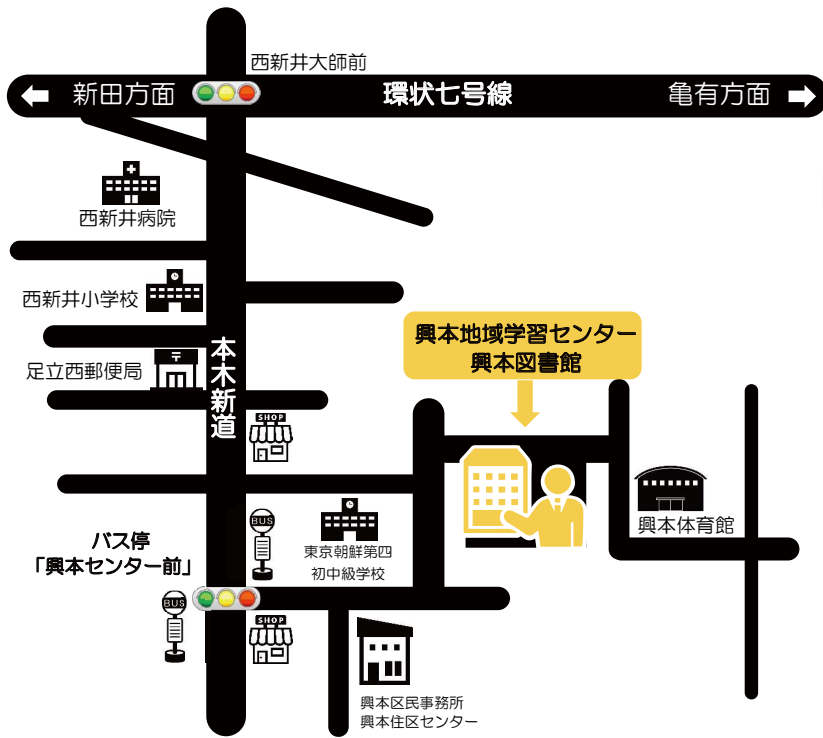 西新井大師前
新田方面
環状七号線
亀有方面
西新井病院
西新井小学校
足立西郵便局
本木新道
興本地域学習センター
興本図書館
SHOP
興本体育館
BUS
東京朝鮮第四
初中級学校
バス停
「興本センター前」
BUS
SHOP
興本区民事務所
興本住区センター